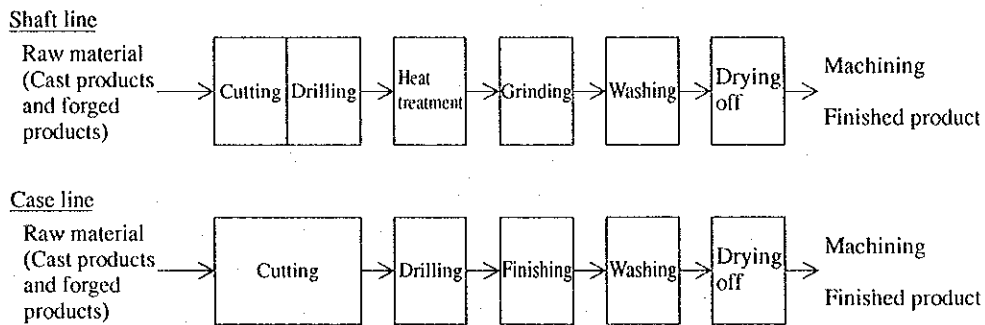 Shaft line
Raw material
(Cast products
and forged
products)
Cutting
Drilling
Heat
treatment
Grinding
Washing
Drying
off
Machining
Finished product
Case line
Raw material
(Cast products
and forged
products)
Cutting
Drilling
Finishing
Washing
Drying
off
Machining
Finished product